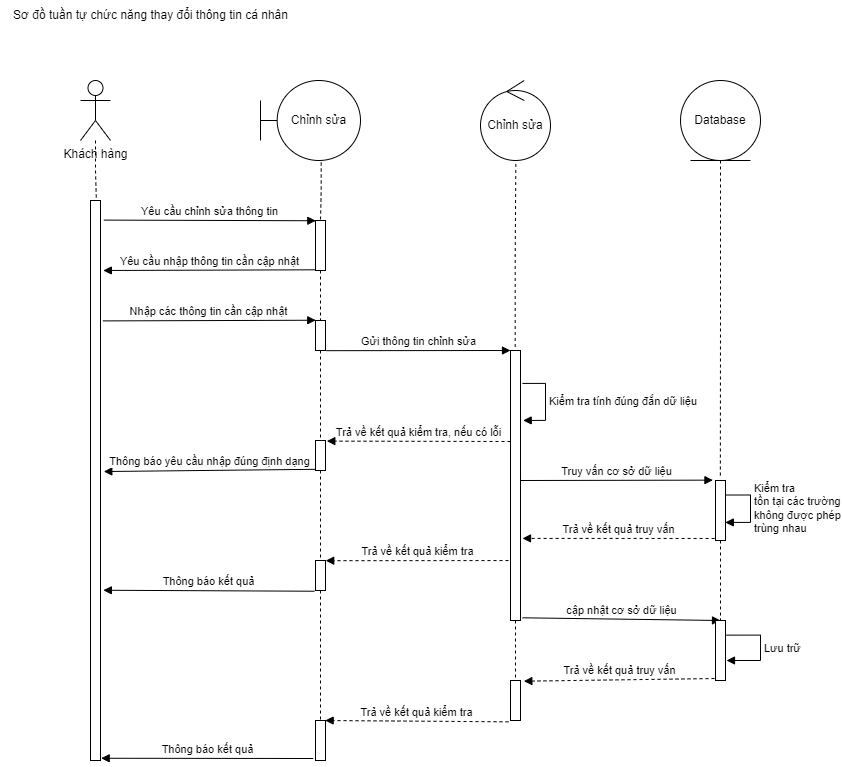 Sơ đồ tuần tự chức năng thay đổi thông tin cá nhân
Chỉnh sửa
Chỉnh sửa
Database
Khách hàng
Yêu cầu chỉnh sửa thông tin
Yêu cầu nhập thông tin cần cập nhật
Nhập các thông tin cần cập nhật
Gửi thông tin chỉnh sửa
Kiểm tra tính đúng đắn dữ liệu
Trả về kết quả kiểm tra, nếu có lỗi
Thông báo yêu cầu nhập đúng định dạng
Truy vấn cơ sở dữ liệu
Kiểm tra
tồn tại các trường
không được phép
trùng nhau
Trả về kết quả truy vấn
Trả về kết quả kiểm tra
Thông báo kết quả
cập nhật cơ sở dữ liệu
Lưu trữ
Trả về kết quả truy vấn
Trả về kết quả kiểm tra
Thông báo kết quả